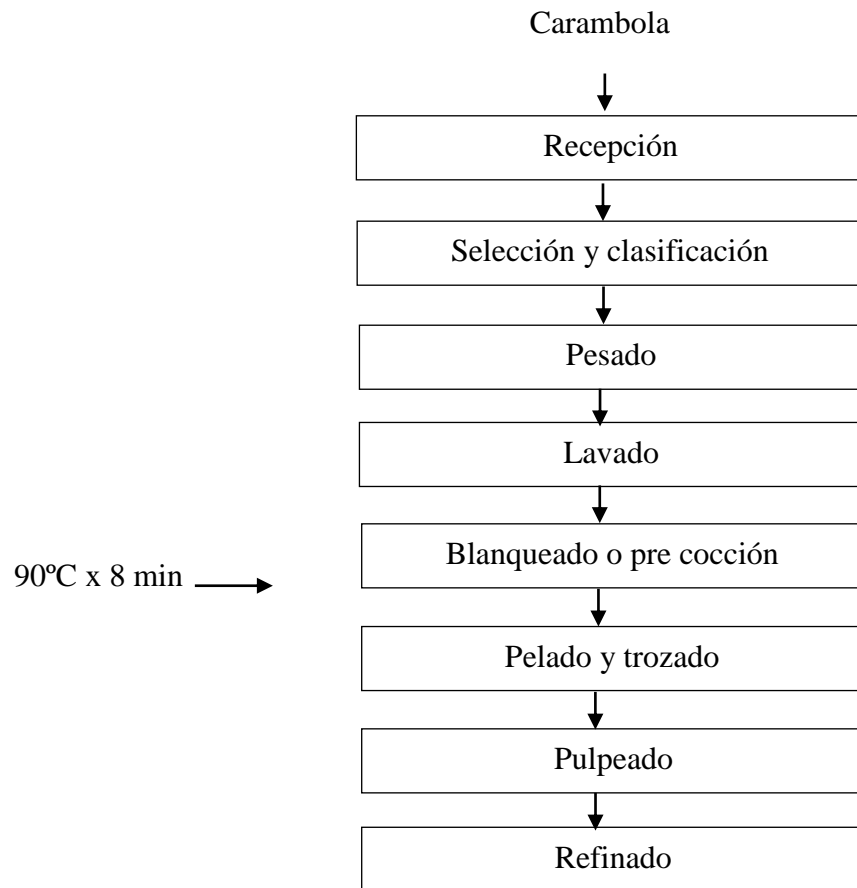 Carambola
Recepción
Selección y clasificación
Pesado
Lavado
Blanqueado o pre cocción
90ºC x 8 min
Pelado y trozado
Pulpeado
Refinado